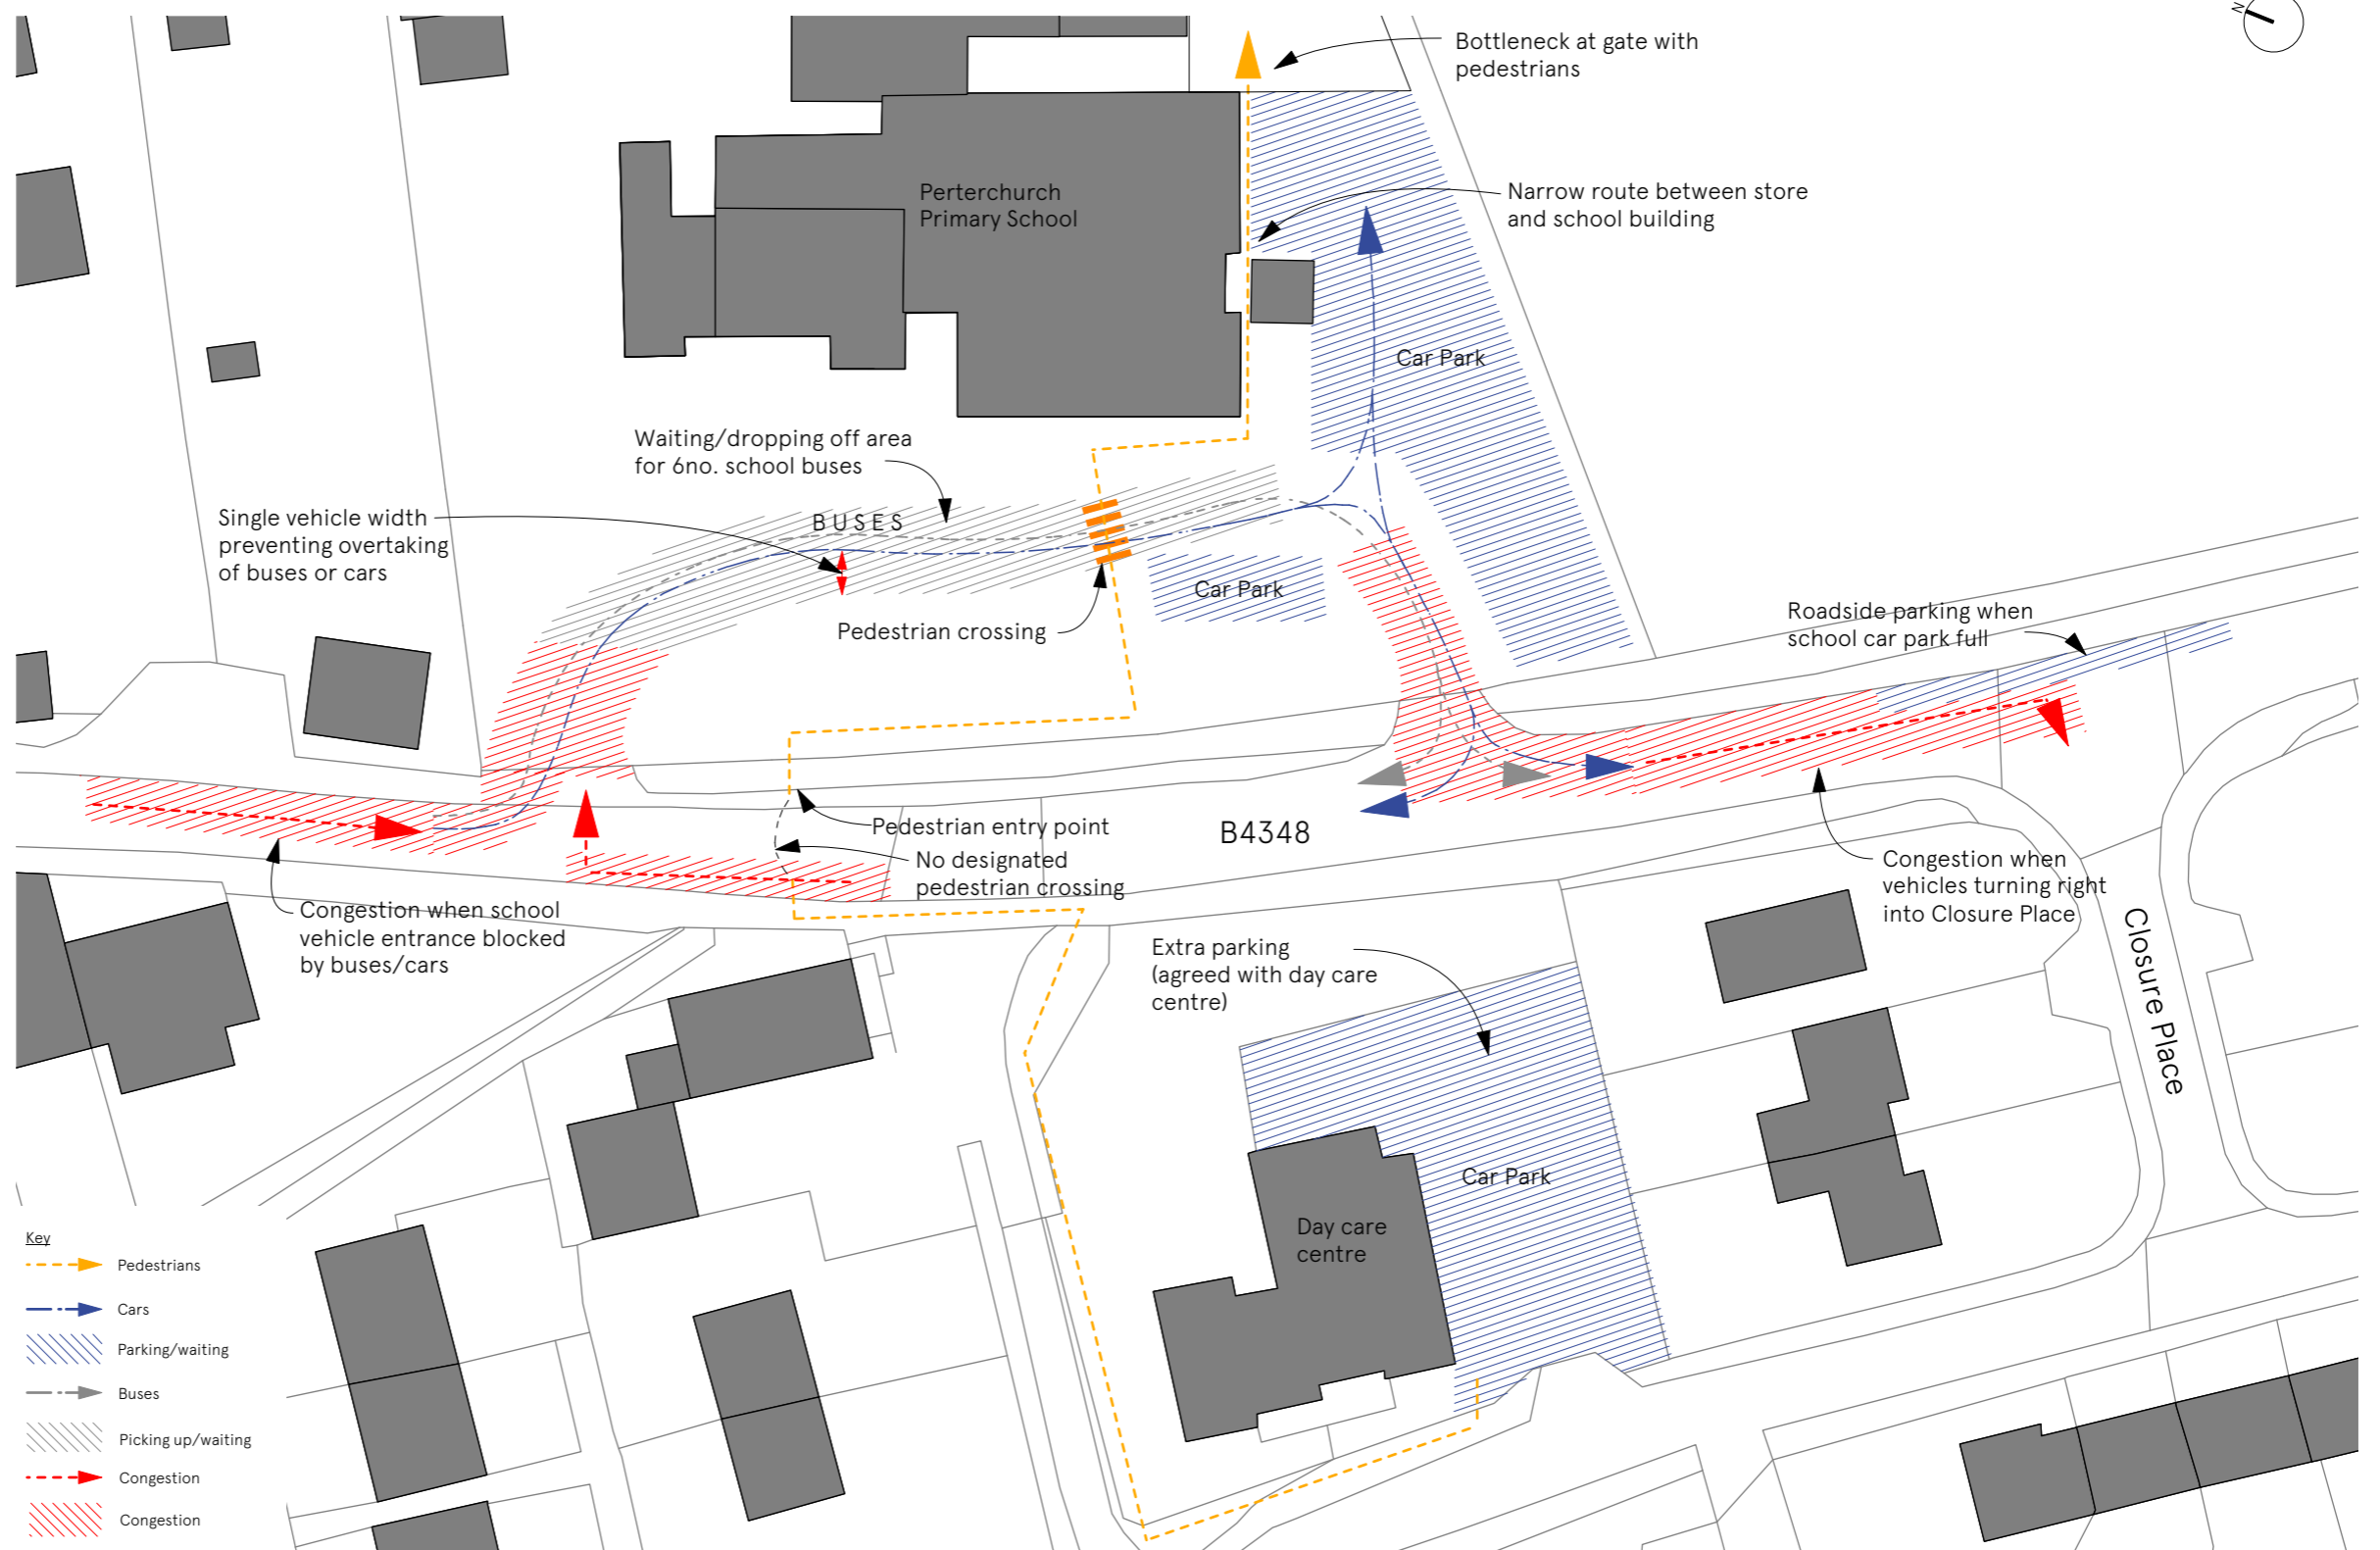 N
Bottleneck at gate with
pedestrians
Perterchurch
Primary School
Narrow route between store
and school building
Car Park
Waiting/dropping off area
for 6no. school buses
Single vehicle width
preventing overtaking
of buses or cars
BUSES
Car Park
Pedestrian crossing
Roadside parking when
school car park full
Pedestrian entry point
B4348
No designated
pedestrian crossing
Congestion when
vehicles turning right
into Closure Place
Congestion when school
vehicle entrance blocked
by buses/cars
Closure Place
Extra parking
(agreed with day care
centre)
Car Park
Day care
centre
Key
Pedestrians
Cars
Parking/waiting
Buses
Picking up/waiting
Congestion
Congestion